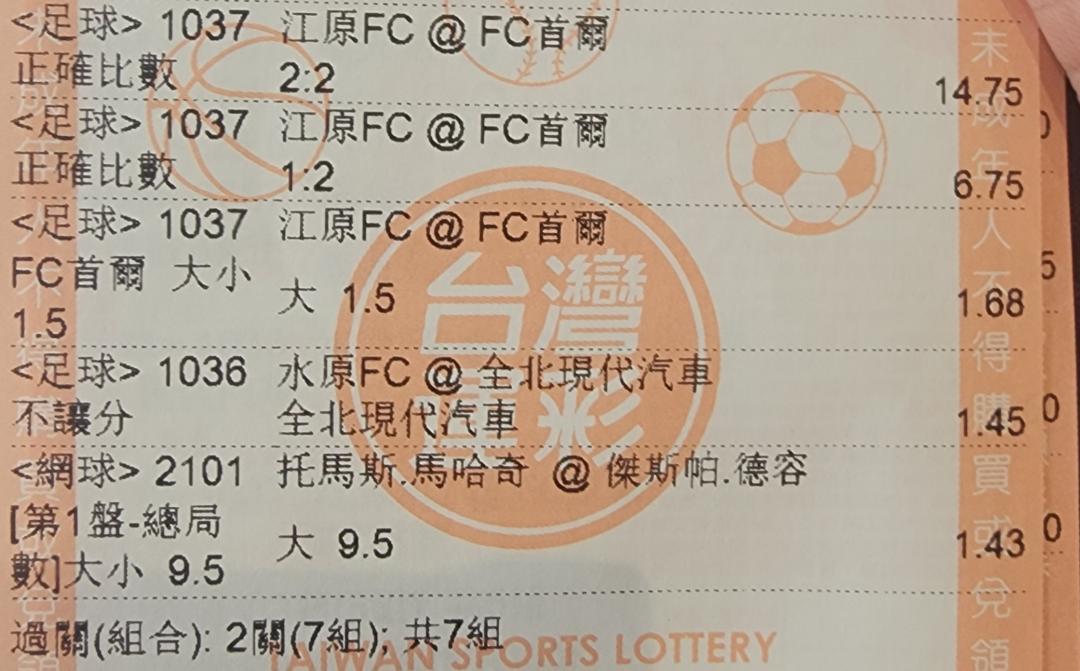 <足球> 1037 江原FC @ FC首爾
正確比數 2:2 14.75
<足球> 1037 江原FC @ FC首爾
正確比數 1:2 6.75
<足球> 1037 江原FC @ FC首爾
FC首爾 大小
1.5 大 1.5 1.68
<足球> 1036 水原FC @ 全北現代汽車
不讓分 全北現代汽車 1.45
<網球> 2101 托馬斯.馬哈奇 @ 傑斯帕.德容
[第1盤-總局
數]大小 9.5 大 9.5 1.43
過關(組合): 2關(7組); 共7組
台灣
運彩
TAIWAN SPORTS LOTTERY
未成年人不得購買或兌領